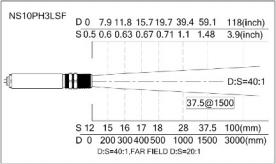 NS10PH3LSF
D 0 7.9 11.8 15.7 19.7 39.4 59.1 118(inch)
S 0.5 0.6 0.63 0.67 0.71 1.1 1.48 3.9(inch)
D:S=40:1
37.5@1500
S 12 15 16 17 18 28 37.5 100(mm)
D 0 200 300 400 500 1000 1500 3000(mm)
D:S=40:1,FAR FIELD D:S=20:1